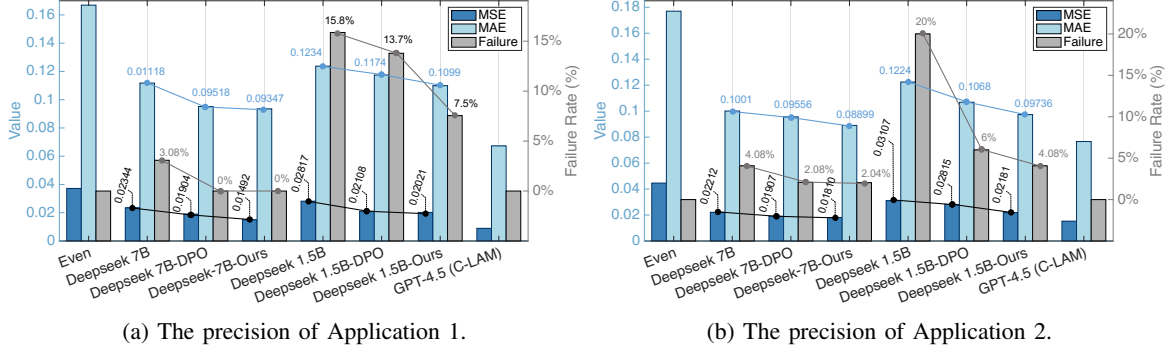 0.16
0.14
0.12
0.1
0.08
0.06
0.04
0.02
0
Value
15%
10%
5%
0%
Failure Rate (%)
MSE
MAE
Failure
0.01118
0.09518
0.09347
0.1234
0.1174
0.1099
15.8%
13.7%
7.5%
3.08%
0%
0%
0.02344
0.01904
0.01492
0.02817
0.02108
0.02021
Even
Deepseek 7B
Deepseek 7B-DPO
Deepseek-7B-Ours
Deepseek 1.5B
Deepseek 1.5B-DPO
Deepseek 1.5B-Ours
GPT-4.5 (C-LAM)
(a) The precision of Application 1.
0.18
0.16
0.14
0.12
0.1
0.08
0.06
0.04
0.02
0
Value
20%
15%
10%
5%
0%
Failure Rate (%)
MSE
MAE
Failure
0.1001
0.09556
0.08899
0.1224
0.1068
0.09736
20%
6%
4.08%
4.08%
2.08%
2.04%
0.02212
0.01907
0.01810
0.03107
0.02815
0.02181
Even
Deepseek 7B
Deepseek 7B-DPO
Deepseek-7B-Ours
Deepseek 1.5B
Deepseek 1.5B-DPO
Deepseek 1.5B-Ours
GPT-4.5 (C-LAM)
(b) The precision of Application 2.